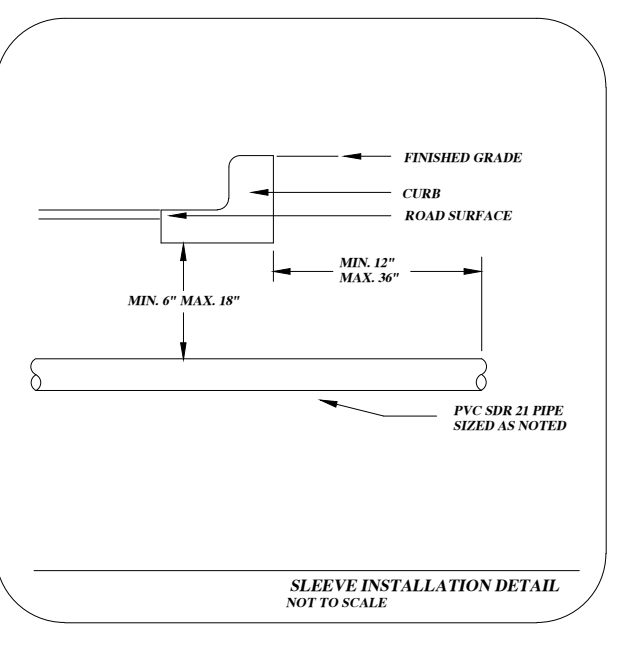 FINISHED GRADE
CURB
ROAD SURFACE
MIN. 12"
MAX. 36"
MIN. 6" MAX. 18"
PVC SDR 21 PIPE
SIZED AS NOTED
SLEEVE INSTALLATION DETAIL
NOT TO SCALE